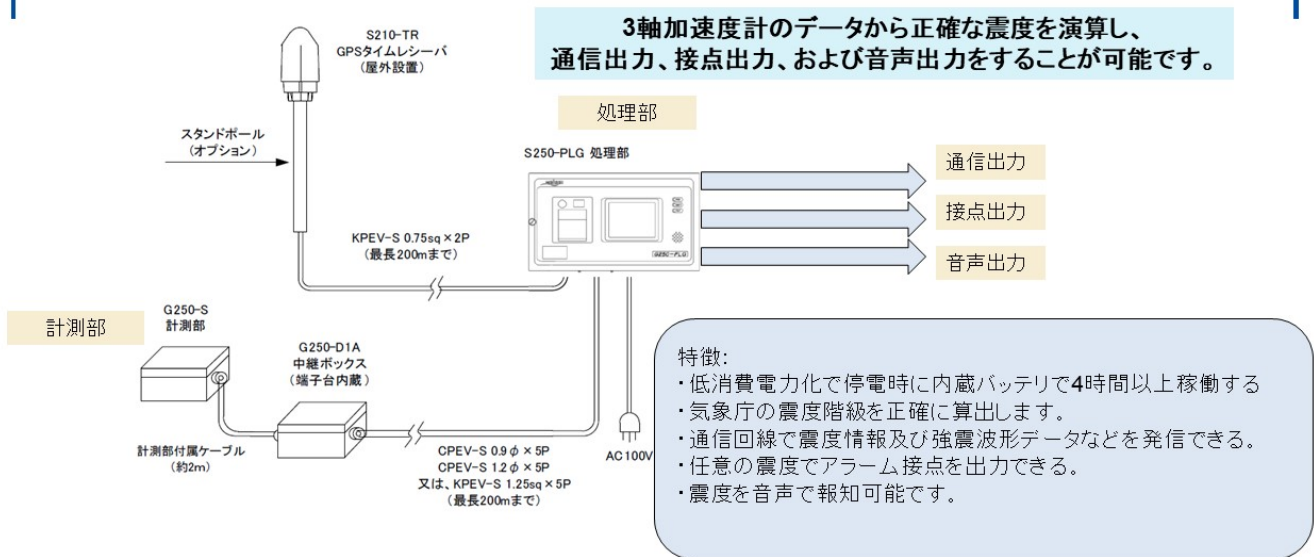 3軸加速度計のデータから正確な震度を演算し、
通信出力、接点出力、および音声出力をすることが可能です。
S210-TR
GPSタイムレシーバ
（屋外設置）
処理部
スタンドポール
（オプション）
S250-PLG 処理部
通信出力
接点出力
音声出力
G250-PLG
KPEV-S 0.75sq×2P
（最長200mまで）
計測部
G250-S
計測部
G250-D1A
中継ボックス
（端子台内蔵）
計測部付属ケーブル
（約2m）
CPEV-S 0.9φ×5P
CPEV-S 1.2φ×5P
又は、KPEV-S 1.25sq×5P
（最長200mまで）
AC100V
特徴:
・低消費電力化で停電時に内蔵バッテリで4時間以上稼働する
・気象庁の震度階級を正確に算出します。
・通信回線で震度情報及び強震波形データなどを発信できる。
・任意の震度でアラーム接点を出力できる。
・震度を音声で報知可能です。